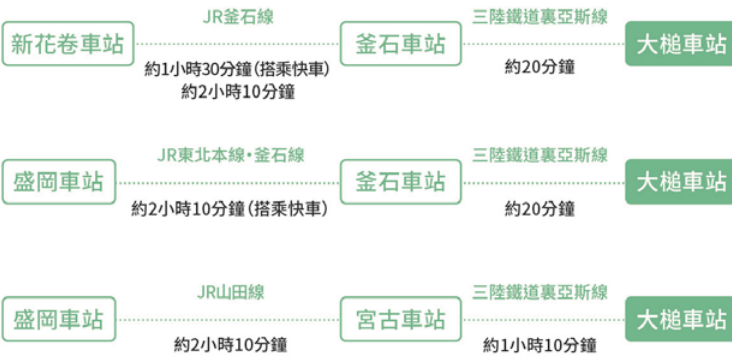 JR釜石線 三陸鐵道裏亞斯線
新花卷車站 釜石車站 大槌車站
約1小時30分鐘（搭乘快車） 約20分鐘
約2小時10分鐘
JR東北本線・釜石線 三陸鐵道裏亞斯線
盛岡車站 釜石車站 大槌車站
約2小時10分鐘（搭乘快車） 約20分鐘
JR山田線 三陸鐵道裏亞斯線
盛岡車站 宮古車站 大槌車站
約2小時10分鐘 約1小時10分鐘